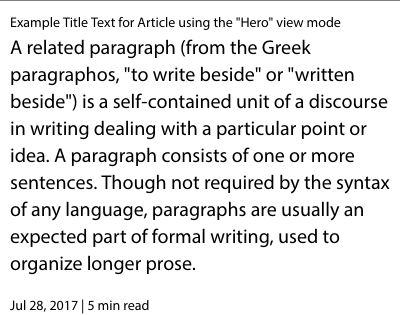 Example Title Text for Article using the "Hero" view mode
A related paragraph (from the Greek
paragraphos, "to write beside" or "written
beside") is a self-contained unit of a discourse
in writing dealing with a particular point or
idea. A paragraph consists of one or more
sentences. Though not required by the syntax
of any language, paragraphs are usually an
expected part of formal writing, used to
organize longer prose.
Jul 28, 2017 | 5 min read